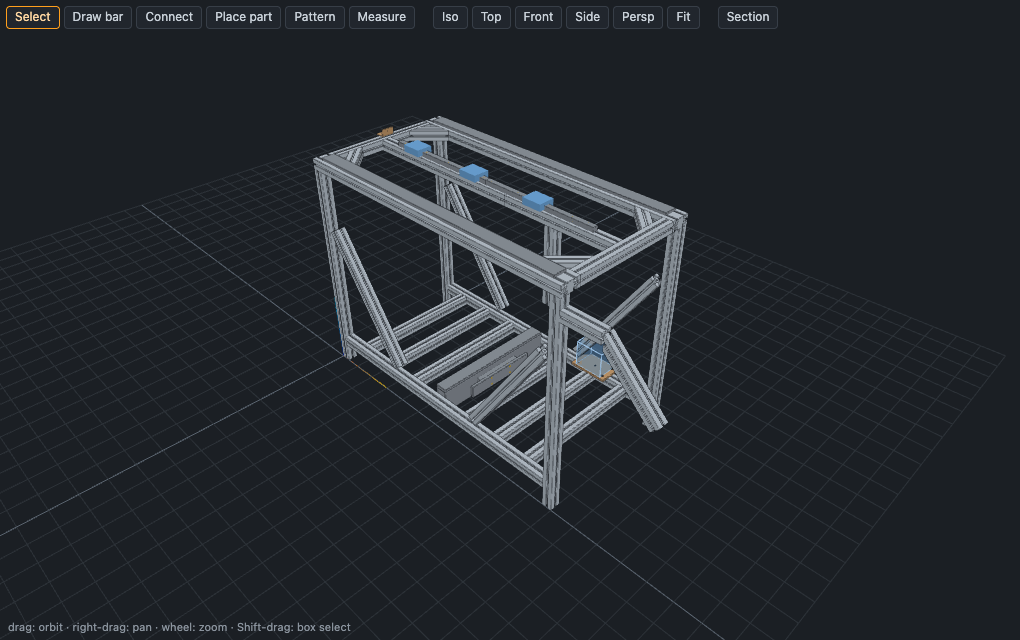 Select Draw bar Connect Place part Pattern Measure Iso Top Front Side Persp Fit Section
drag: orbit · right-drag: pan · wheel: zoom · Shift-drag: box select